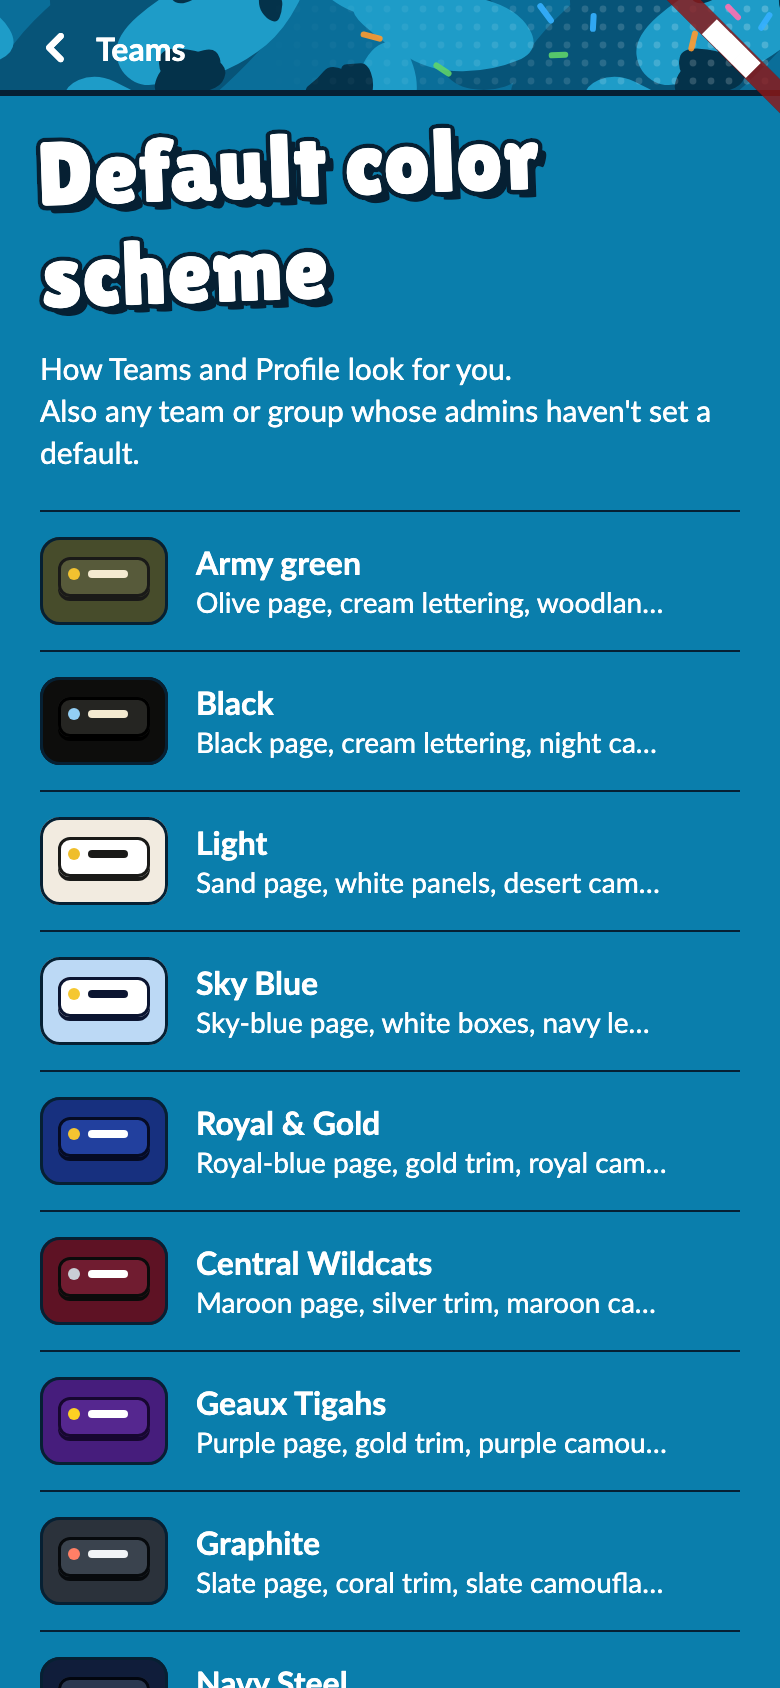 Teams
Default color
scheme
How Teams and Profile look for you.
Also any team or group whose admins haven't set a
default.
Army green
Olive page, cream lettering, woodlan...
Black
Black page, cream lettering, night ca...
Light
Sand page, white panels, desert cam...
Sky Blue
Sky-blue page, white boxes, navy le...
Royal & Gold
Royal-blue page, gold trim, royal cam...
Central Wildcats
Maroon page, silver trim, maroon ca...
Geaux Tigahs
Purple page, gold trim, purple camou...
Graphite
Slate page, coral trim, slate camoufla...
Navy Steel